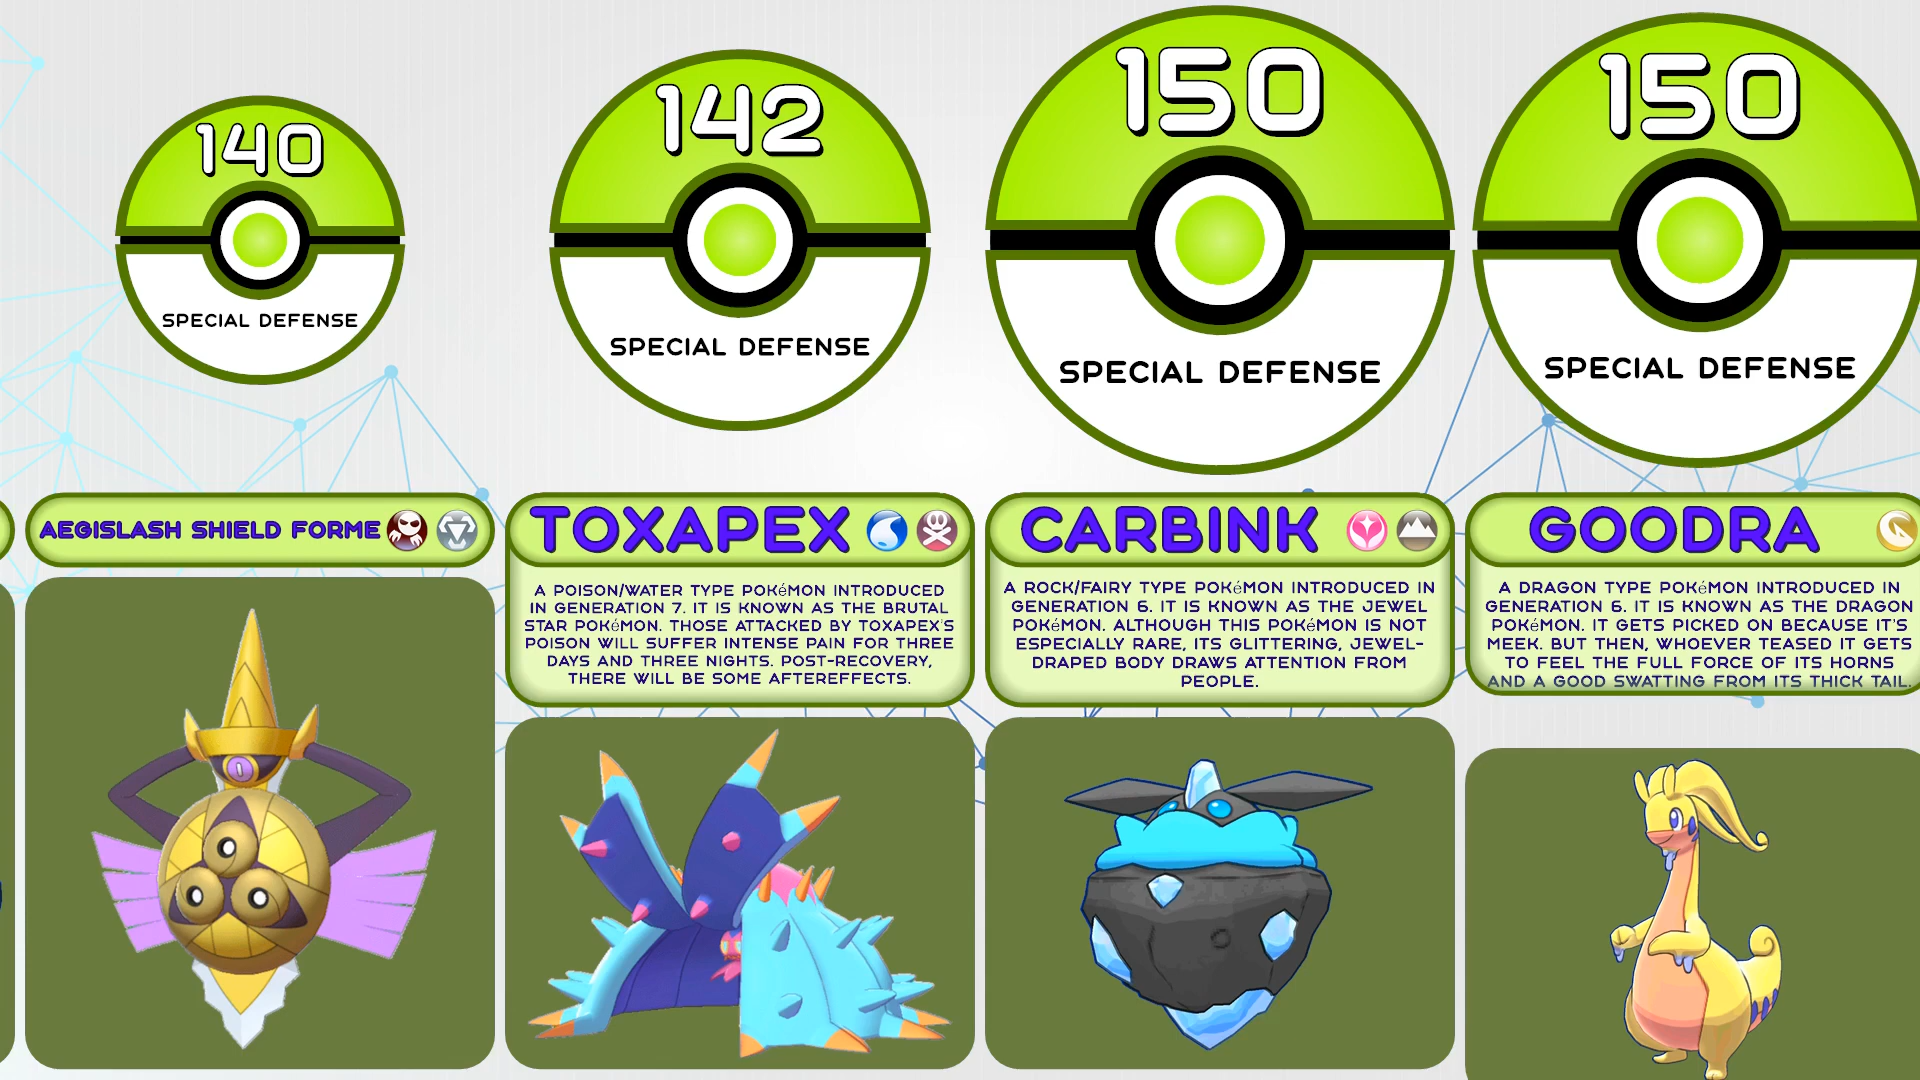 140
SPECIAL DEFENSE
AEGISLASH SHIELD FORME
142
SPECIAL DEFENSE
TOXAPEX
A POISON/WATER TYPE POKéMON INTRODUCED
IN GENERATION 7. IT IS KNOWN AS THE BRUTAL
STAR POKéMON. THOSE ATTACKED BY TOXAPEX'S
POISON WILL SUFFER INTENSE PAIN FOR THREE
DAYS AND THREE NIGHTS. POST-RECOVERY,
THERE WILL BE SOME AFTEREFFECTS.
150
SPECIAL DEFENSE
CARBINK
A ROCK/FAIRY TYPE POKéMON INTRODUCED IN
GENERATION 6. IT IS KNOWN AS THE JEWEL
POKéMON. ALTHOUGH THIS POKéMON IS NOT
ESPECIALLY RARE, ITS GLITTERING, JEWEL-
DRAPED BODY DRAWS ATTENTION FROM
PEOPLE.
150
SPECIAL DEFENSE
GOODRA
A DRAGON TYPE POKéMON INTRODUCED IN
GENERATION 6. IT IS KNOWN AS THE DRAGON
POKéMON. IT GETS PICKED ON BECAUSE IT'S
MEEK. BUT THEN, WHOEVER TEASED IT GETS
TO FEEL THE FULL FORCE OF ITS HORNS
AND A GOOD SWATTING FROM ITS THICK TAIL.